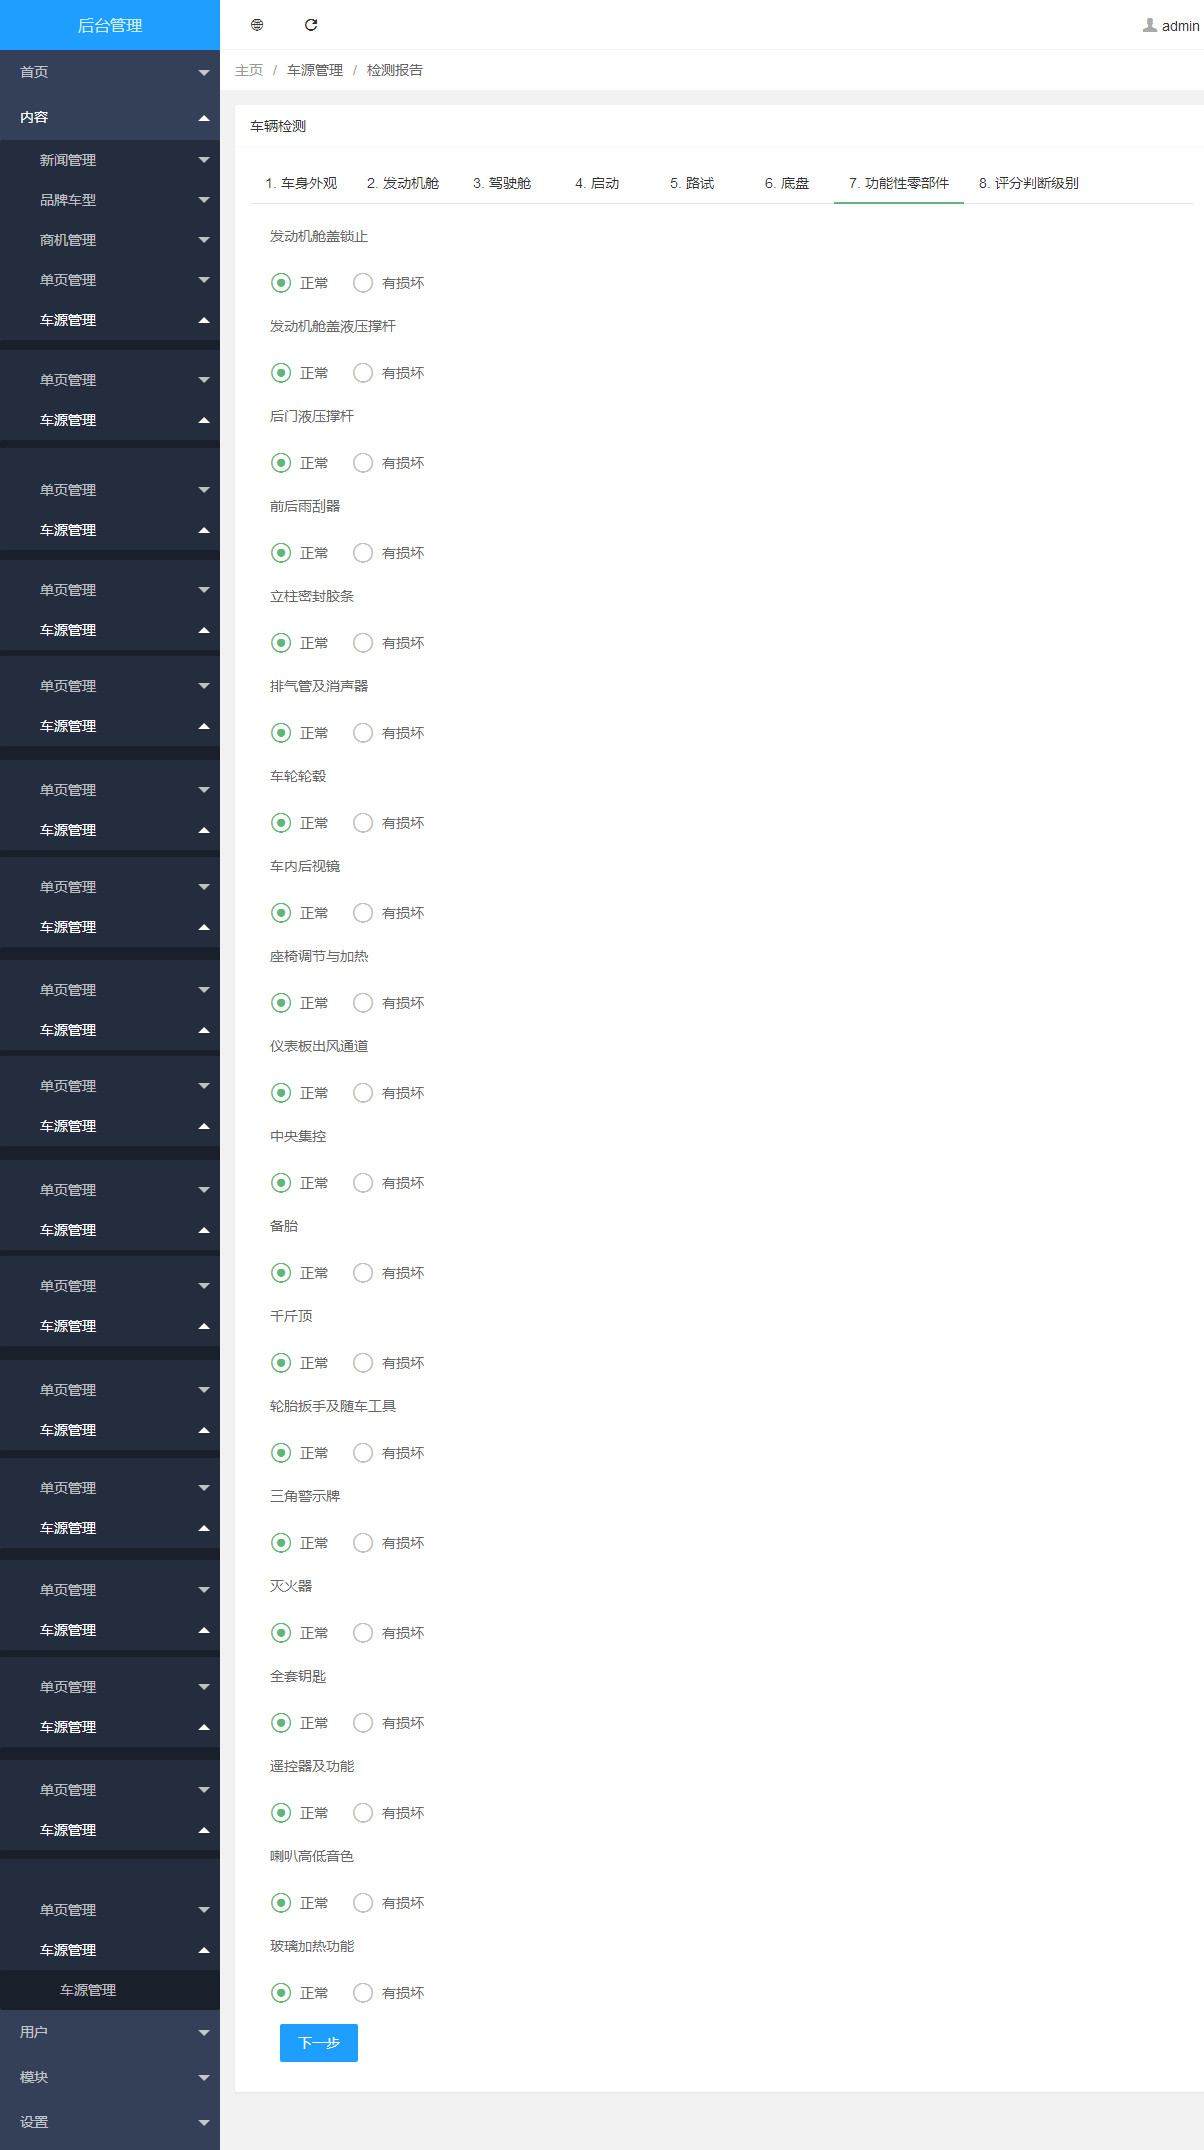 后台管理
admin
首页
主页 / 车源管理 / 检测报告
内容
车辆检测
新闻管理
品牌车型
商机管理
单页管理
车源管理
单页管理
车源管理
单页管理
车源管理
单页管理
车源管理
单页管理
车源管理
单页管理
车源管理
单页管理
车源管理
单页管理
车源管理
单页管理
车源管理
单页管理
车源管理
单页管理
车源管理
单页管理
车源管理
单页管理
车源管理
单页管理
车源管理
单页管理
车源管理
单页管理
车源管理
单页管理
车源管理
车源管理
用户
模块
设置
1. 车身外观 2. 发动机舱 3. 驾驶舱 4. 启动 5. 路试 6. 底盘 7. 功能性零部件 8. 评分判断级别
发动机舱盖锁止
正常 有损坏
发动机舱盖液压撑杆
正常 有损坏
后门液压撑杆
正常 有损坏
前后雨刮器
正常 有损坏
立柱密封胶条
正常 有损坏
排气管及消声器
正常 有损坏
车轮轮毂
正常 有损坏
车内后视镜
正常 有损坏
座椅调节与加热
正常 有损坏
仪表板出风通道
正常 有损坏
中央集控
正常 有损坏
备胎
正常 有损坏
千斤顶
正常 有损坏
轮胎扳手及随车工具
正常 有损坏
三角警示牌
正常 有损坏
灭火器
正常 有损坏
全套钥匙
正常 有损坏
遥控器及功能
正常 有损坏
喇叭高低音色
正常 有损坏
玻璃加热功能
正常 有损坏
下一步